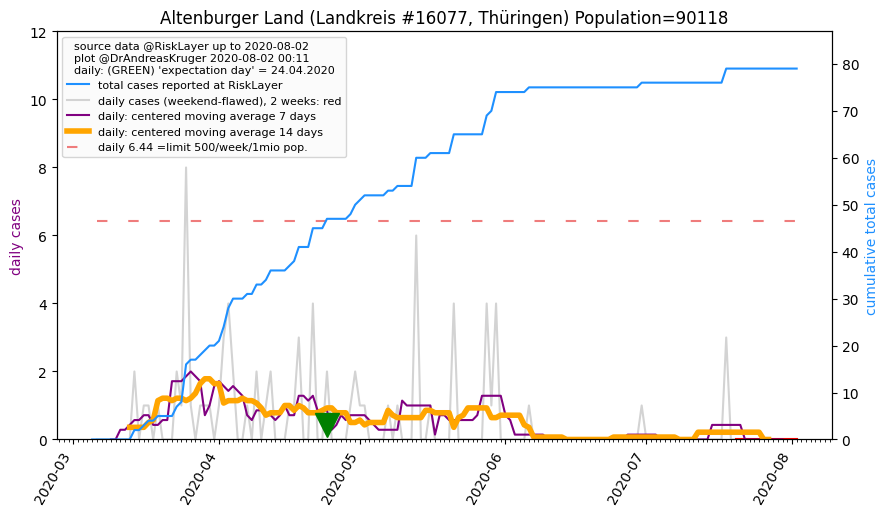 Altenburger Land (Landkreis #16077, Thüringen) Population=90118
source data @RiskLayer up to 2020-08-02
plot @DrAndreasKruger 2020-08-02 00:11
daily: (GREEN) 'expectation day' = 24.04.2020
total cases reported at RiskLayer
daily cases (weekend-flawed), 2 weeks: red
daily: centered moving average 7 days
daily: centered moving average 14 days
daily 6.44 =limit 500/week/1mio pop.
daily cases
12
10
8
6
4
2
0
80
70
60
50
40
30
20
10
0
cumulative total cases
2020-03
2020-04
2020-05
2020-06
2020-07
2020-08